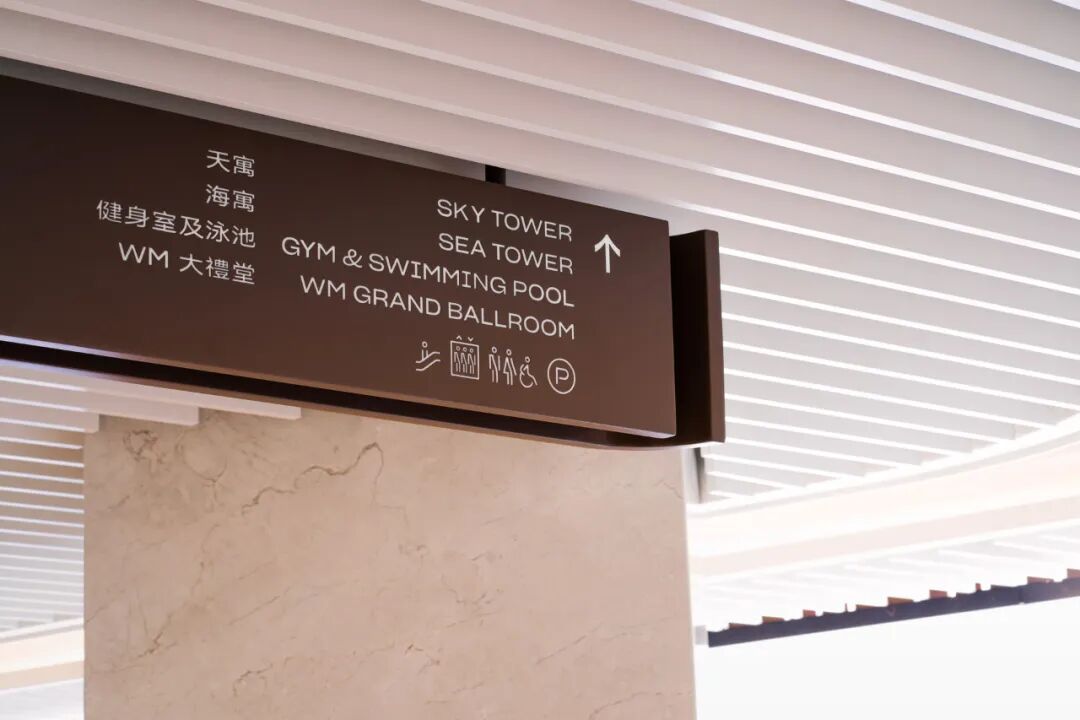 天寓
海寓
健身室及泳池
WM 大禮堂
SKY TOWER
SEA TOWER
GYM & SWIMMING POOL
WM GRAND BALLROOM
P